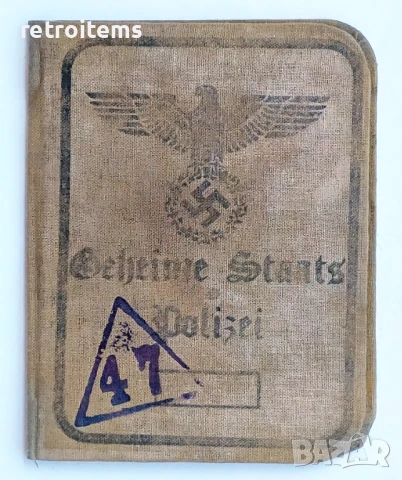 retroitems
Geheime Staats
Polizei
47
BAZAR